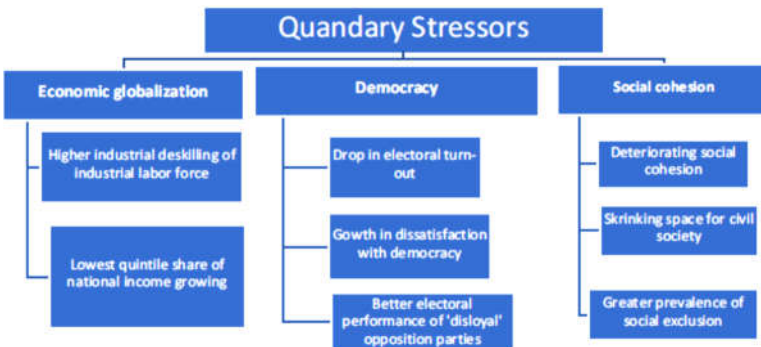 Quandary Stressors
Economic globalization
Democracy
Social cohesion
Higher industrial deskilling of
industrial labor force
Lowest quintile share of
national income growing
Drop in electoral turn-
out
Gowth in dissatisfaction
with democracy
Better electoral
performance of 'disloyal'
opposition parties
Deteriorating social
cohesion
Skrinking space for civil
society
Greater prevalence of
social exclusion